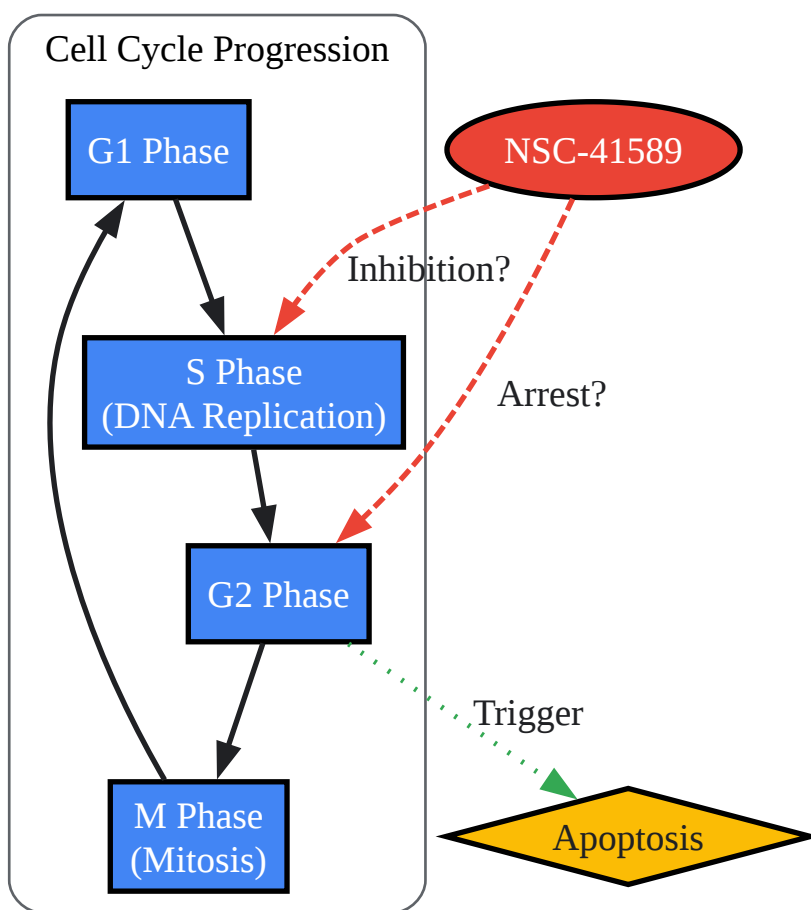 Cell Cycle Progression
G1 Phase
NSC-41589
Inhibition?
S Phase
(DNA Replication)
Arrest?
G2 Phase
Trigger
M Phase
(Mitosis)
Apoptosis